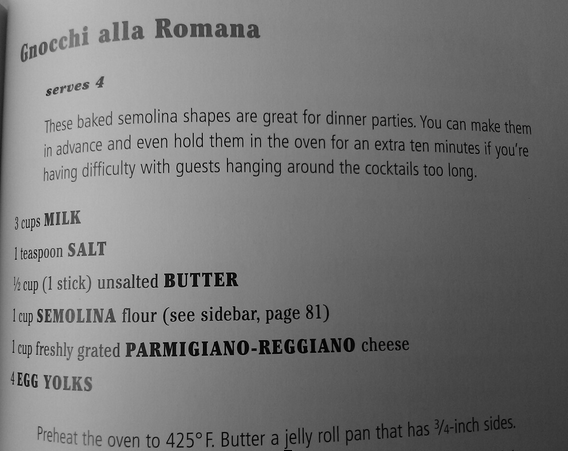 Gnocchi alla Romana
serves 4
These baked semolina shapes are great for dinner parties. You can make them
in advance and even hold them in the oven for an extra ten minutes if you're
having difficulty with guests hanging around the cocktails too long.
3 cups MILK
1 teaspoon SALT
½ cup (1 stick) unsalted BUTTER
1 cup SEMOLINA flour (see sidebar, page 81)
1 cup freshly grated PARMIGIANO-REGGIANO cheese
4 EGG YOLKS
Preheat the oven to 425° F. Butter a jelly roll pan that has ¾-inch sides.